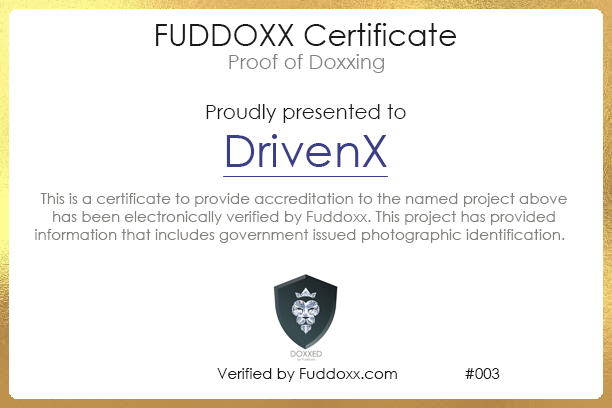 FUDDOXX Certificate
Proof of Doxxing
Proudly presented to
DrivenX
This is a certificate to provide accreditation to the named project above
has been electronically verified by Fuddoxx. This project has provided
information that includes government issued photographic identification.
DOXXED
by Fuddoxx
Verified by Fuddoxx.com #003